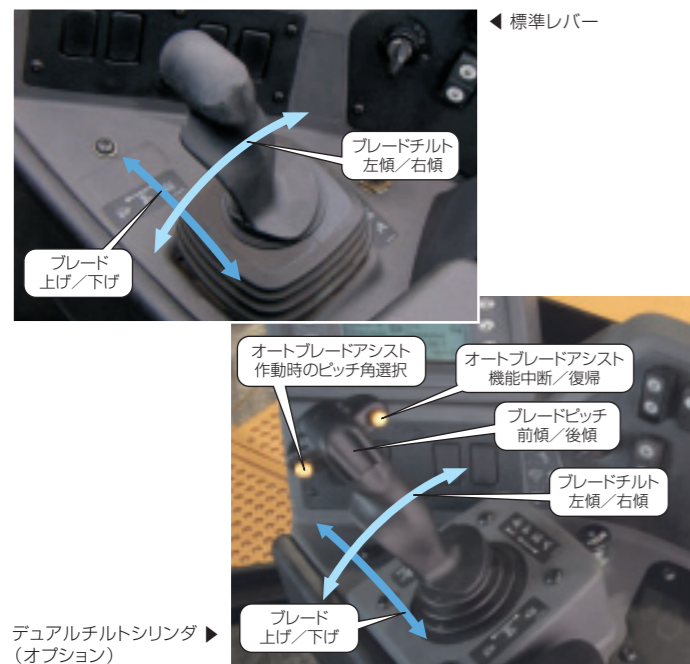 ◀ 標準レバー
ブレードチルト
左傾／右傾
ブレード
上げ／下げ
オートブレードアシスト
作動時のピッチ角選択
オートブレードアシスト
機能中断／復帰
ブレードピッチ
前傾／後傾
ブレードチルト
左傾／右傾
ブレード
上げ／下げ
デュアルチルトシリンダ ▶
（オプション）